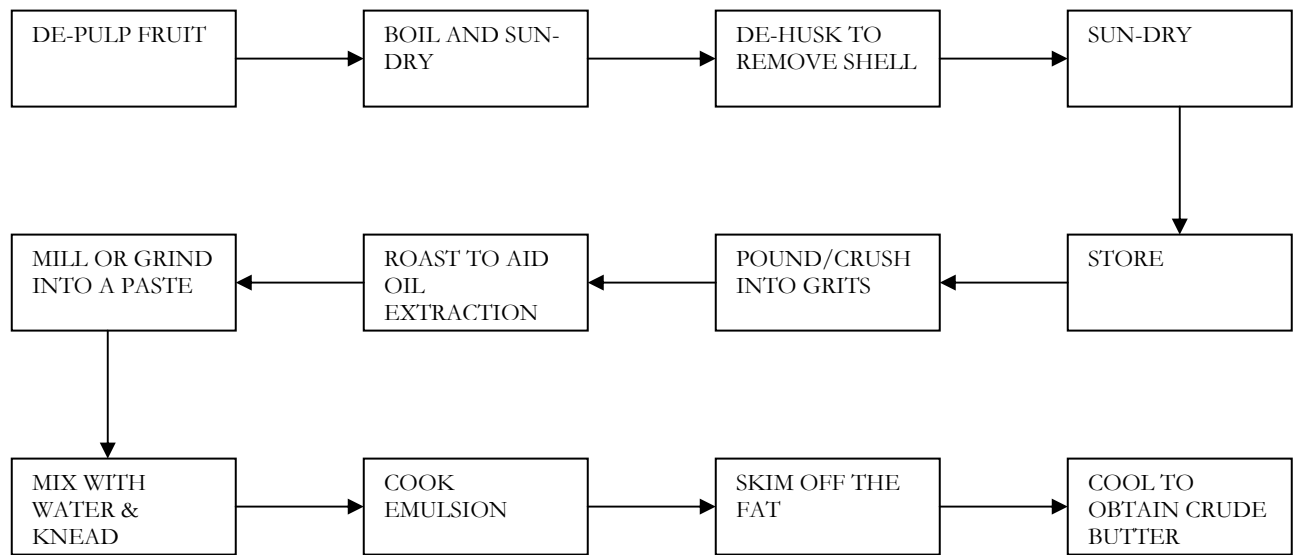 DE-PULP FRUIT
BOIL AND SUN-
DRY
DE-HUSK TO
REMOVE SHELL
SUN-DRY
STORE
POUND/CRUSH
INTO GRITS
ROAST TO AID
OIL
EXTRACTION
MILL OR GRIND
INTO A PASTE
MIX WITH
WATER &
KNEAD
COOK
EMULSION
SKIM OFF THE
FAT
COOL TO
OBTAIN CRUDE
BUTTER